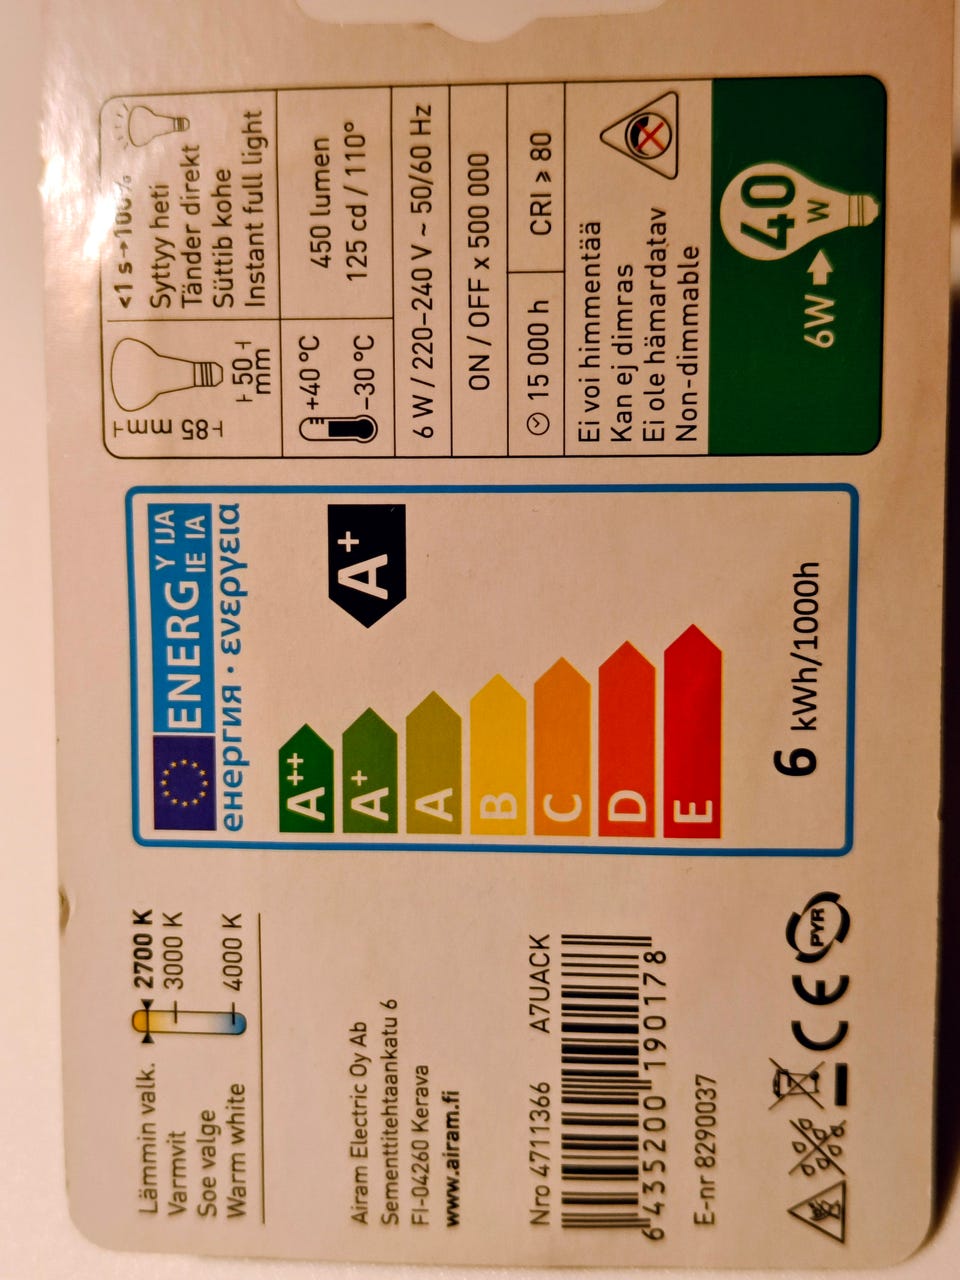 Lämmin valk.
Varmvit
Soe valge
Warm white
2700 K
3000 K
4000 K
Airam Electric Oy Ab
Sementtitehtaankatu 6
FI-04260 Kerava
www.airam.fi
Nro 4711366 A7UACK
6 435200 190178
E-nr 8290037
CE
PYR
ENERG Y IJA
IE IA
енергия · ενεργεια
A++
A+
A
B
C
D
E
A+
6 kWh/1000h
85 mm
50 mm
<1 s→100%
Syttyy heti
Tänder direkt
Süttib kohe
Instant full light
+40 °C
-30 °C
450 lumen
125 cd / 110°
6 W / 220–240 V ~ 50/60 Hz
ON / OFF x 500 000
15 000 h
CRI ≥ 80
Ei voi himmentää
Kan ej dimras
Ei ole hämardatav
Non-dimmable
6W
40
W